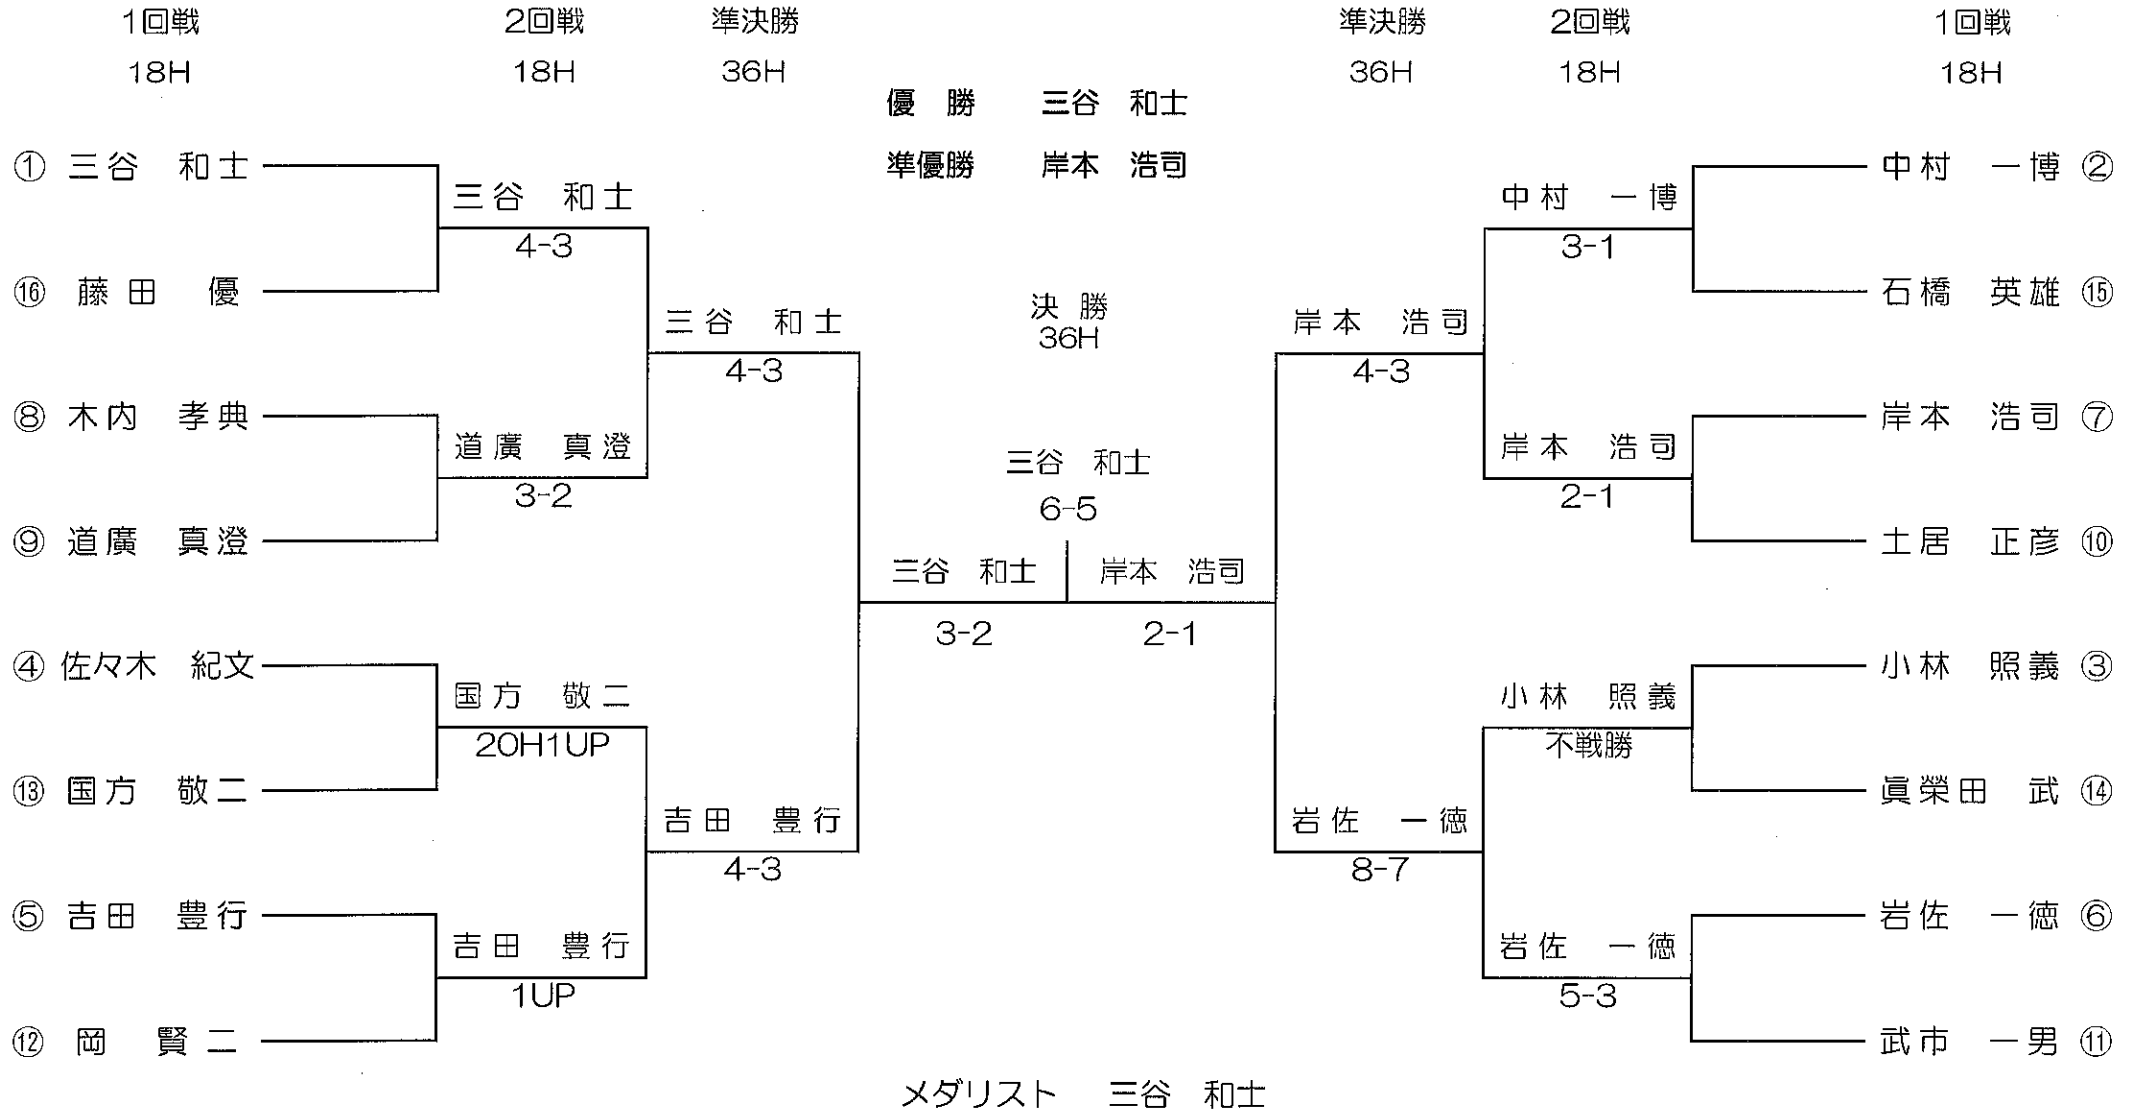 1回戦 2回戦 準決勝 準決勝 2回戦 1回戦
18H 18H 36H 36H 18H 18H
優 勝 三谷 和士
準優勝 岸本 浩司
① 三谷 和士 中村 一博 ②
三谷 和士 中村 一博
4-3 3-1
⑯ 藤田 優 決 勝 石橋 英雄 ⑮
36H
三谷 和士 岸本 浩司
4-3 4-3
⑧ 木内 孝典 岸本 浩司 ⑦
道廣 真澄 岸本 浩司
三谷 和士
3-2 2-1
6-5
⑨ 道廣 真澄 土居 正彦 ⑩
三谷 和士 岸本 浩司
3-2 2-1
④ 佐々木 紀文 小林 照義 ③
国方 敬二 小林 照義
20H1UP 不戦勝
⑬ 国方 敬二 眞榮田 武 ⑭
吉田 豊行 岩佐 一徳
4-3 8-7
⑤ 吉田 豊行 岩佐 一徳 ⑥
吉田 豊行 岩佐 一徳
1UP 5-3
⑫ 岡 賢二 武市 一男 ⑪
メダリスト 三谷 和士